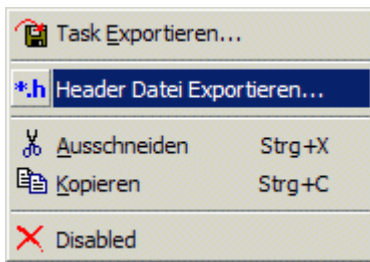 Task Exportieren...
*.h Header Datei Exportieren...
Ausschneiden Strg+X
Kopieren Strg+C
Disabled